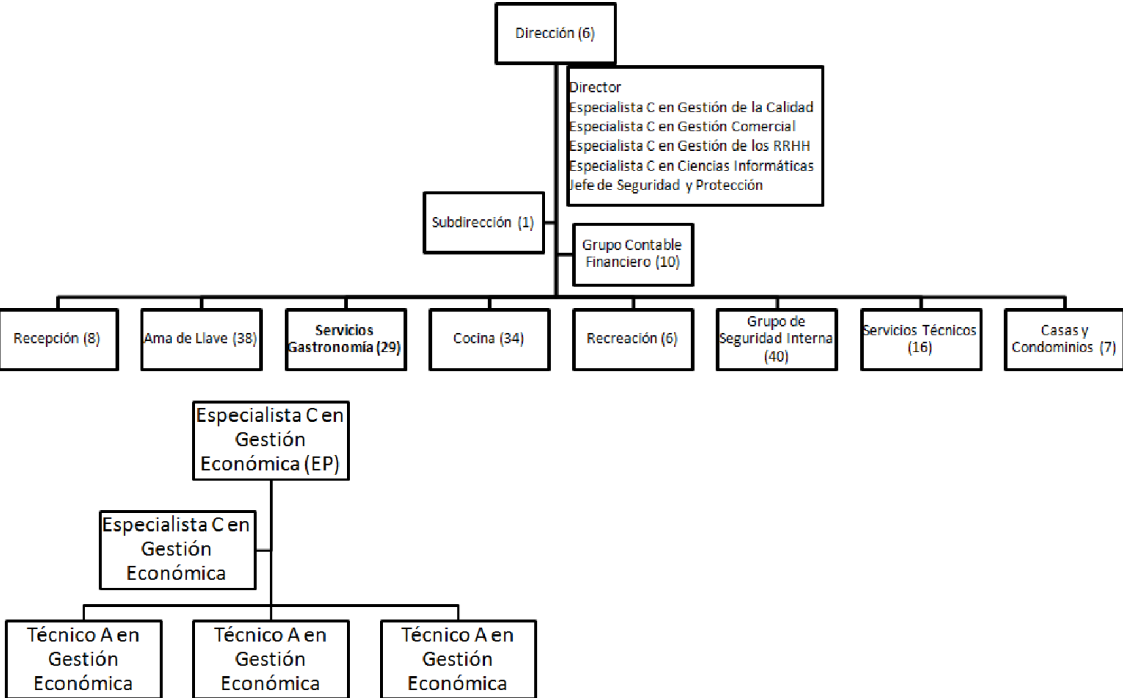 Dirección (6)
Director
Especialista C en Gestión de la Calidad
Especialista C en Gestión Comercial
Especialista C en Gestión de los RRHH
Especialista C en Ciencias Informáticas
Jefe de Seguridad y Protección
Subdirección (1)
Grupo Contable
Financiero (10)
Recepción (8)
Ama de Llave (38)
Servicios
Gastronomía (29)
Cocina (34)
Recreación (6)
Grupo de
Seguridad Interna
(40)
Servicios Técnicos
(16)
Casas y
Condominios (7)
Especialista C en
Gestión
Económica (EP)
Especialista C en
Gestión
Económica
Técnico A en
Gestión
Económica
Técnico A en
Gestión
Económica
Técnico A en
Gestión
Económica